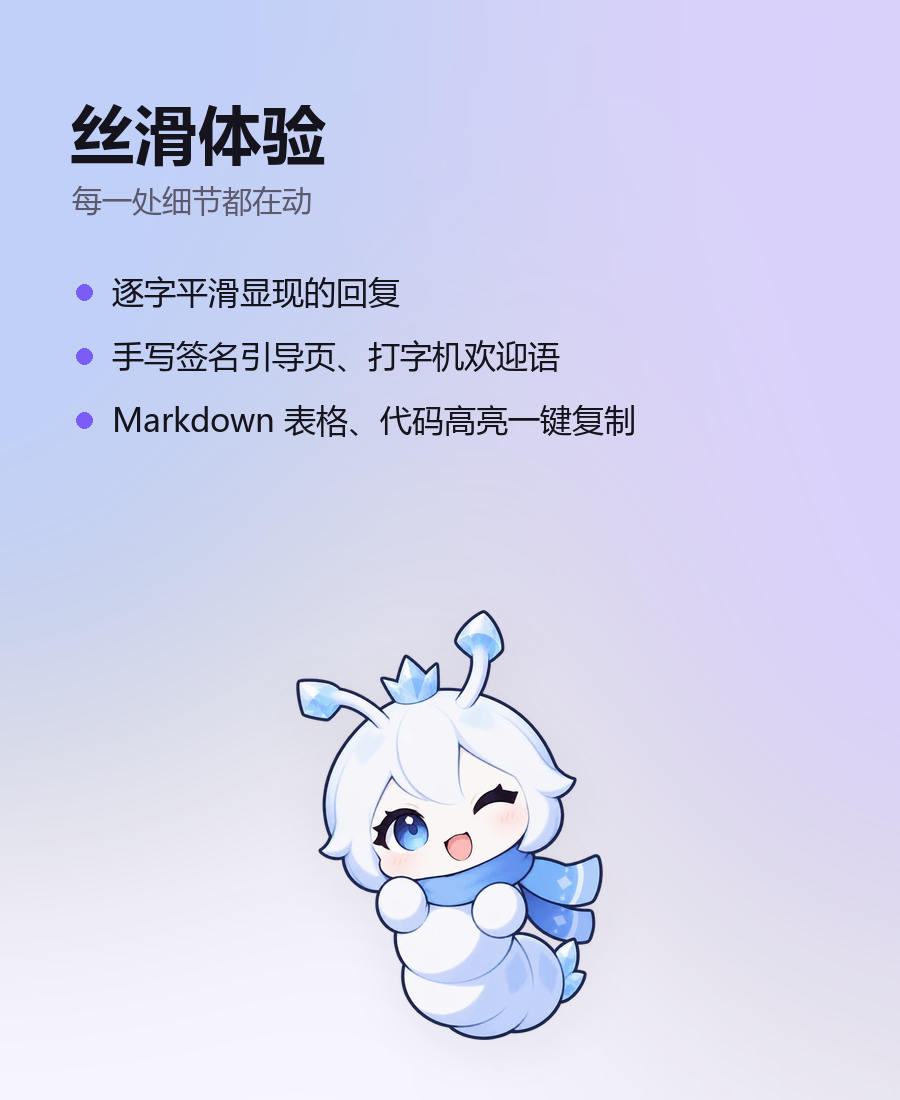 丝滑体验
每一处细节都在动
逐字平滑显现的回复
手写签名引导页、打字机欢迎语
Markdown 表格、代码高亮一键复制